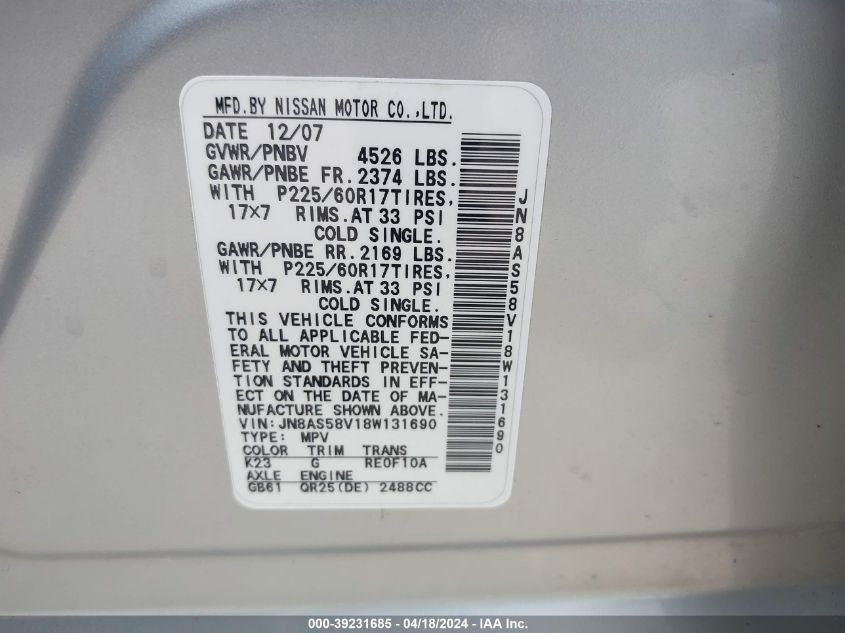 MFD.BY NISSAN MOTOR CO.,LTD.
DATE 12/07
GVWR/PNBV 4526 LBS.
GAWR/PNBE FR. 2374 LBS.
WITH P225/60R17TIRES,
17×7 RIMS.AT 33 PSI
COLD SINGLE.
GAWR/PNBE RR. 2169 LBS.
WITH P225/60R17TIRES,
17×7 RIMS.AT 33 PSI
COLD SINGLE.
THIS VEHICLE CONFORMS
TO ALL APPLICABLE FED-
ERAL MOTOR VEHICLE SA-
FETY AND THEFT PREVEN-
TION STANDARDS IN EFF-
ECT ON THE DATE OF MA-
NUFACTURE SHOWN ABOVE.
VIN: JN8AS58V18W131690
TYPE: MPV
COLOR TRIM TRANS
K23 G RE0F10A
AXLE ENGINE
GB61 QR25(DE) 2488CC
JN8AS58V18W131690
000-39231685 - 04/18/2024 - IAA Inc.